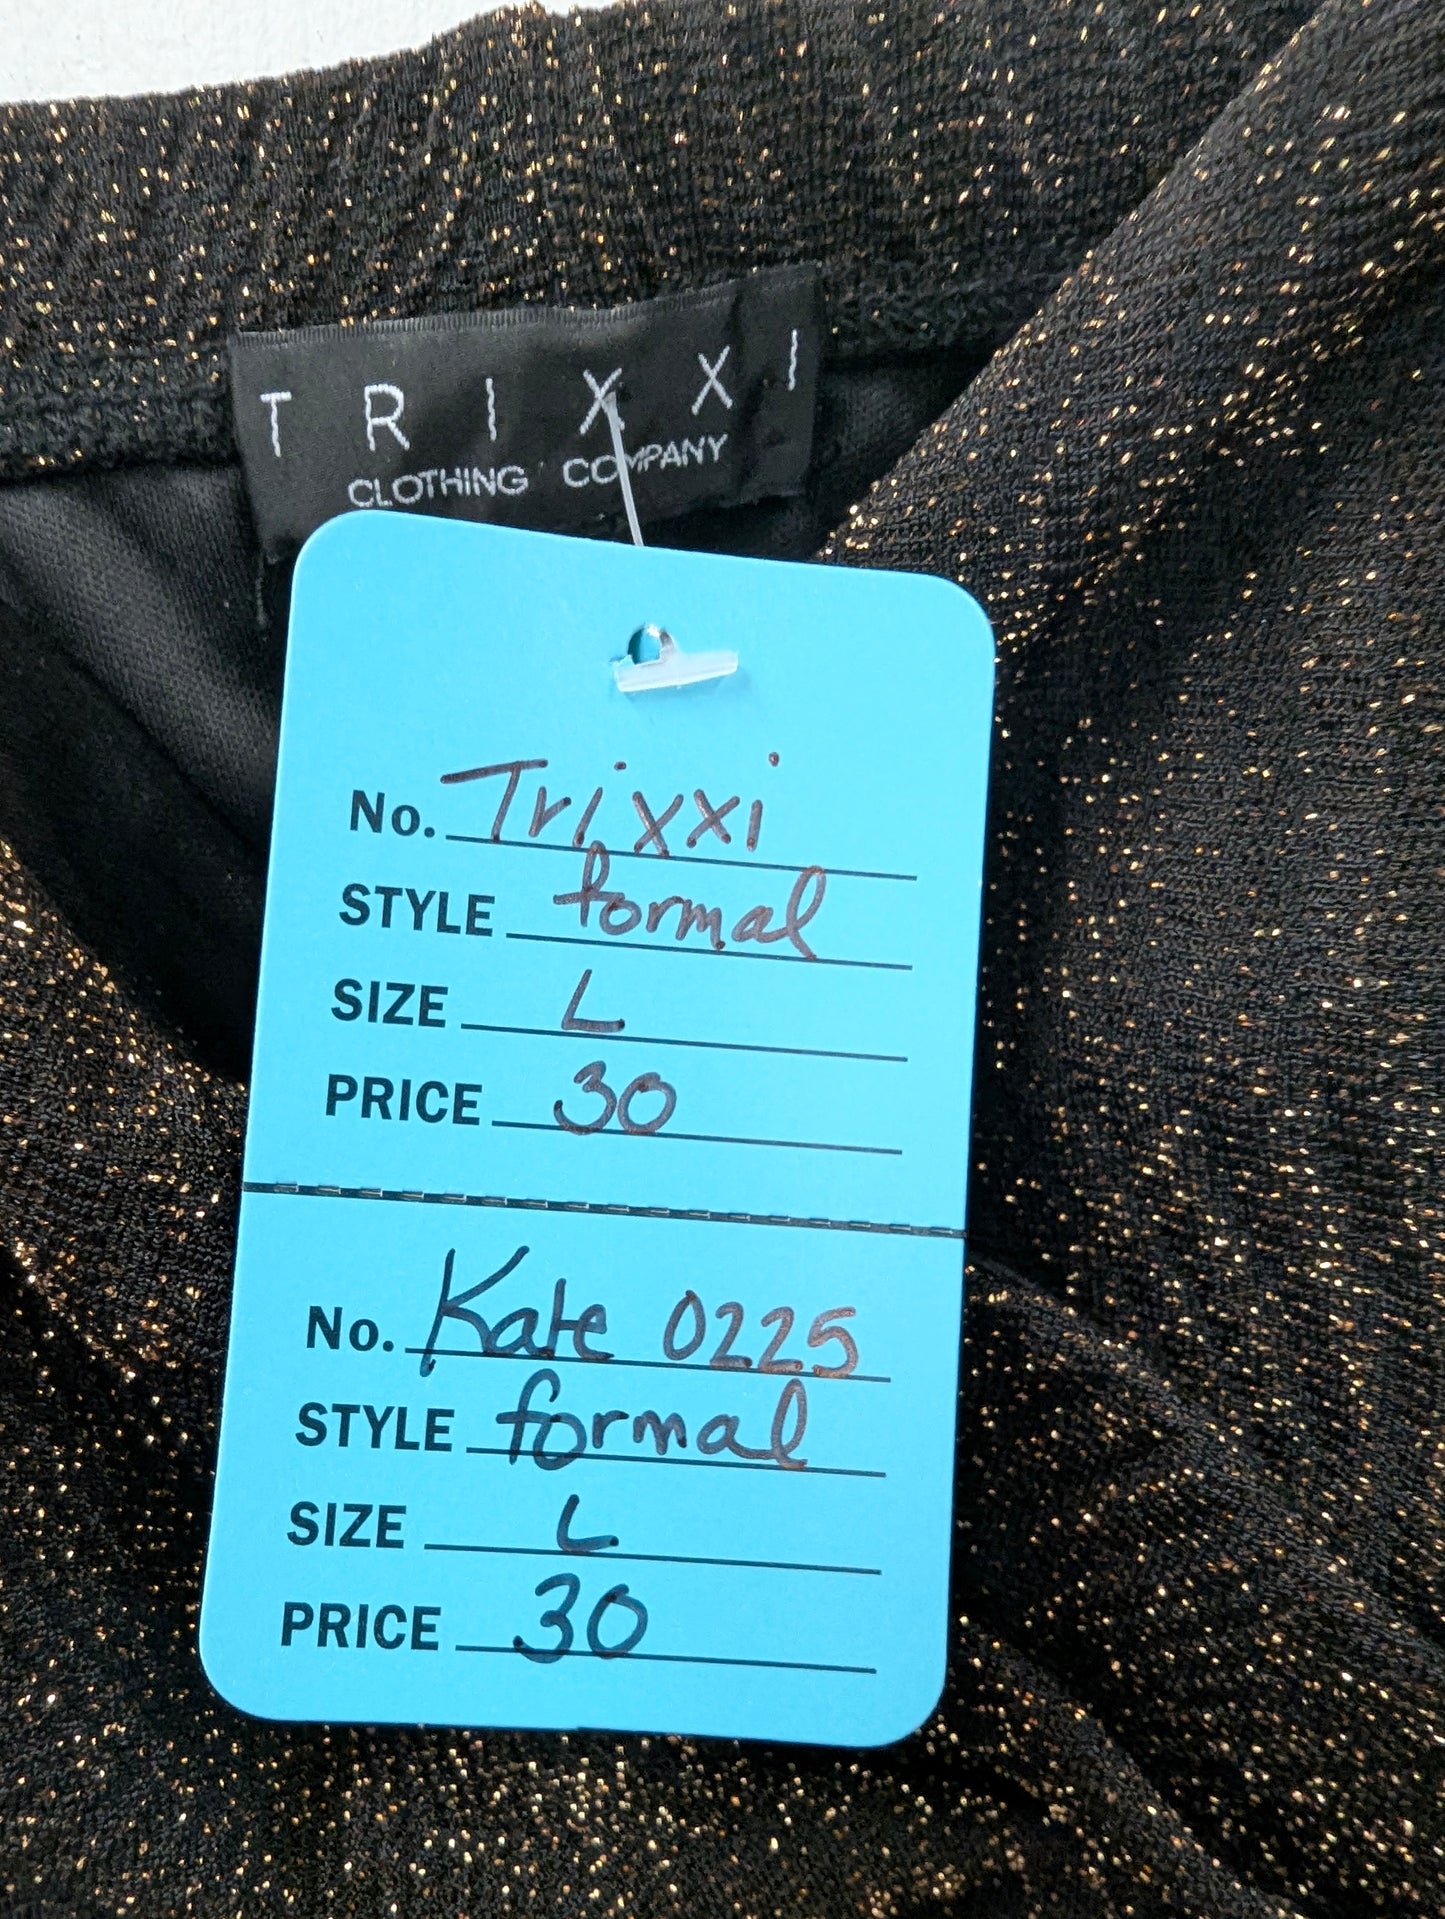 TRIXXI
CLOTHING COMPANY
No. Trixxi
STYLE formal
SIZE L
PRICE 30
No. Kate 0225
STYLE formal
SIZE L
PRICE 30